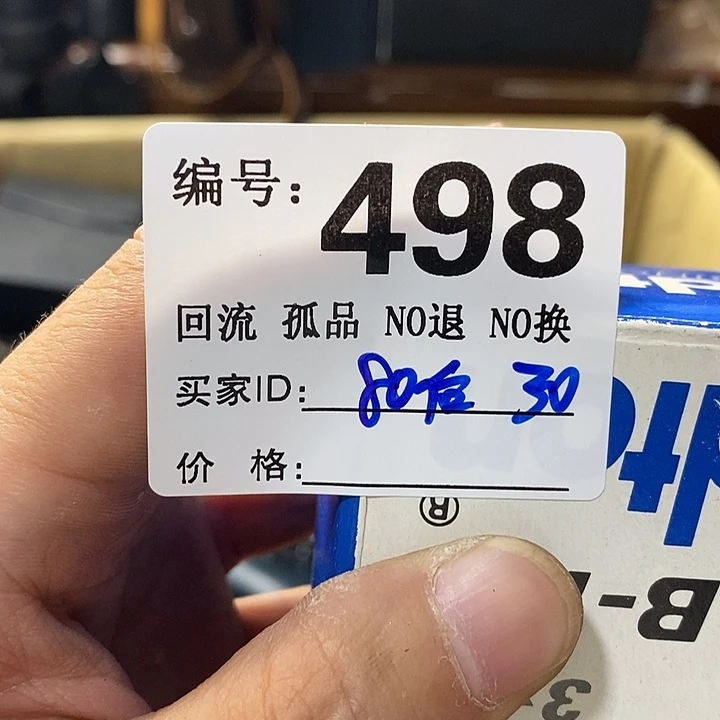 编号: 498
回流 孤品 NO退 NO换
买家ID: 80后 30
价 格:
®
B-
3